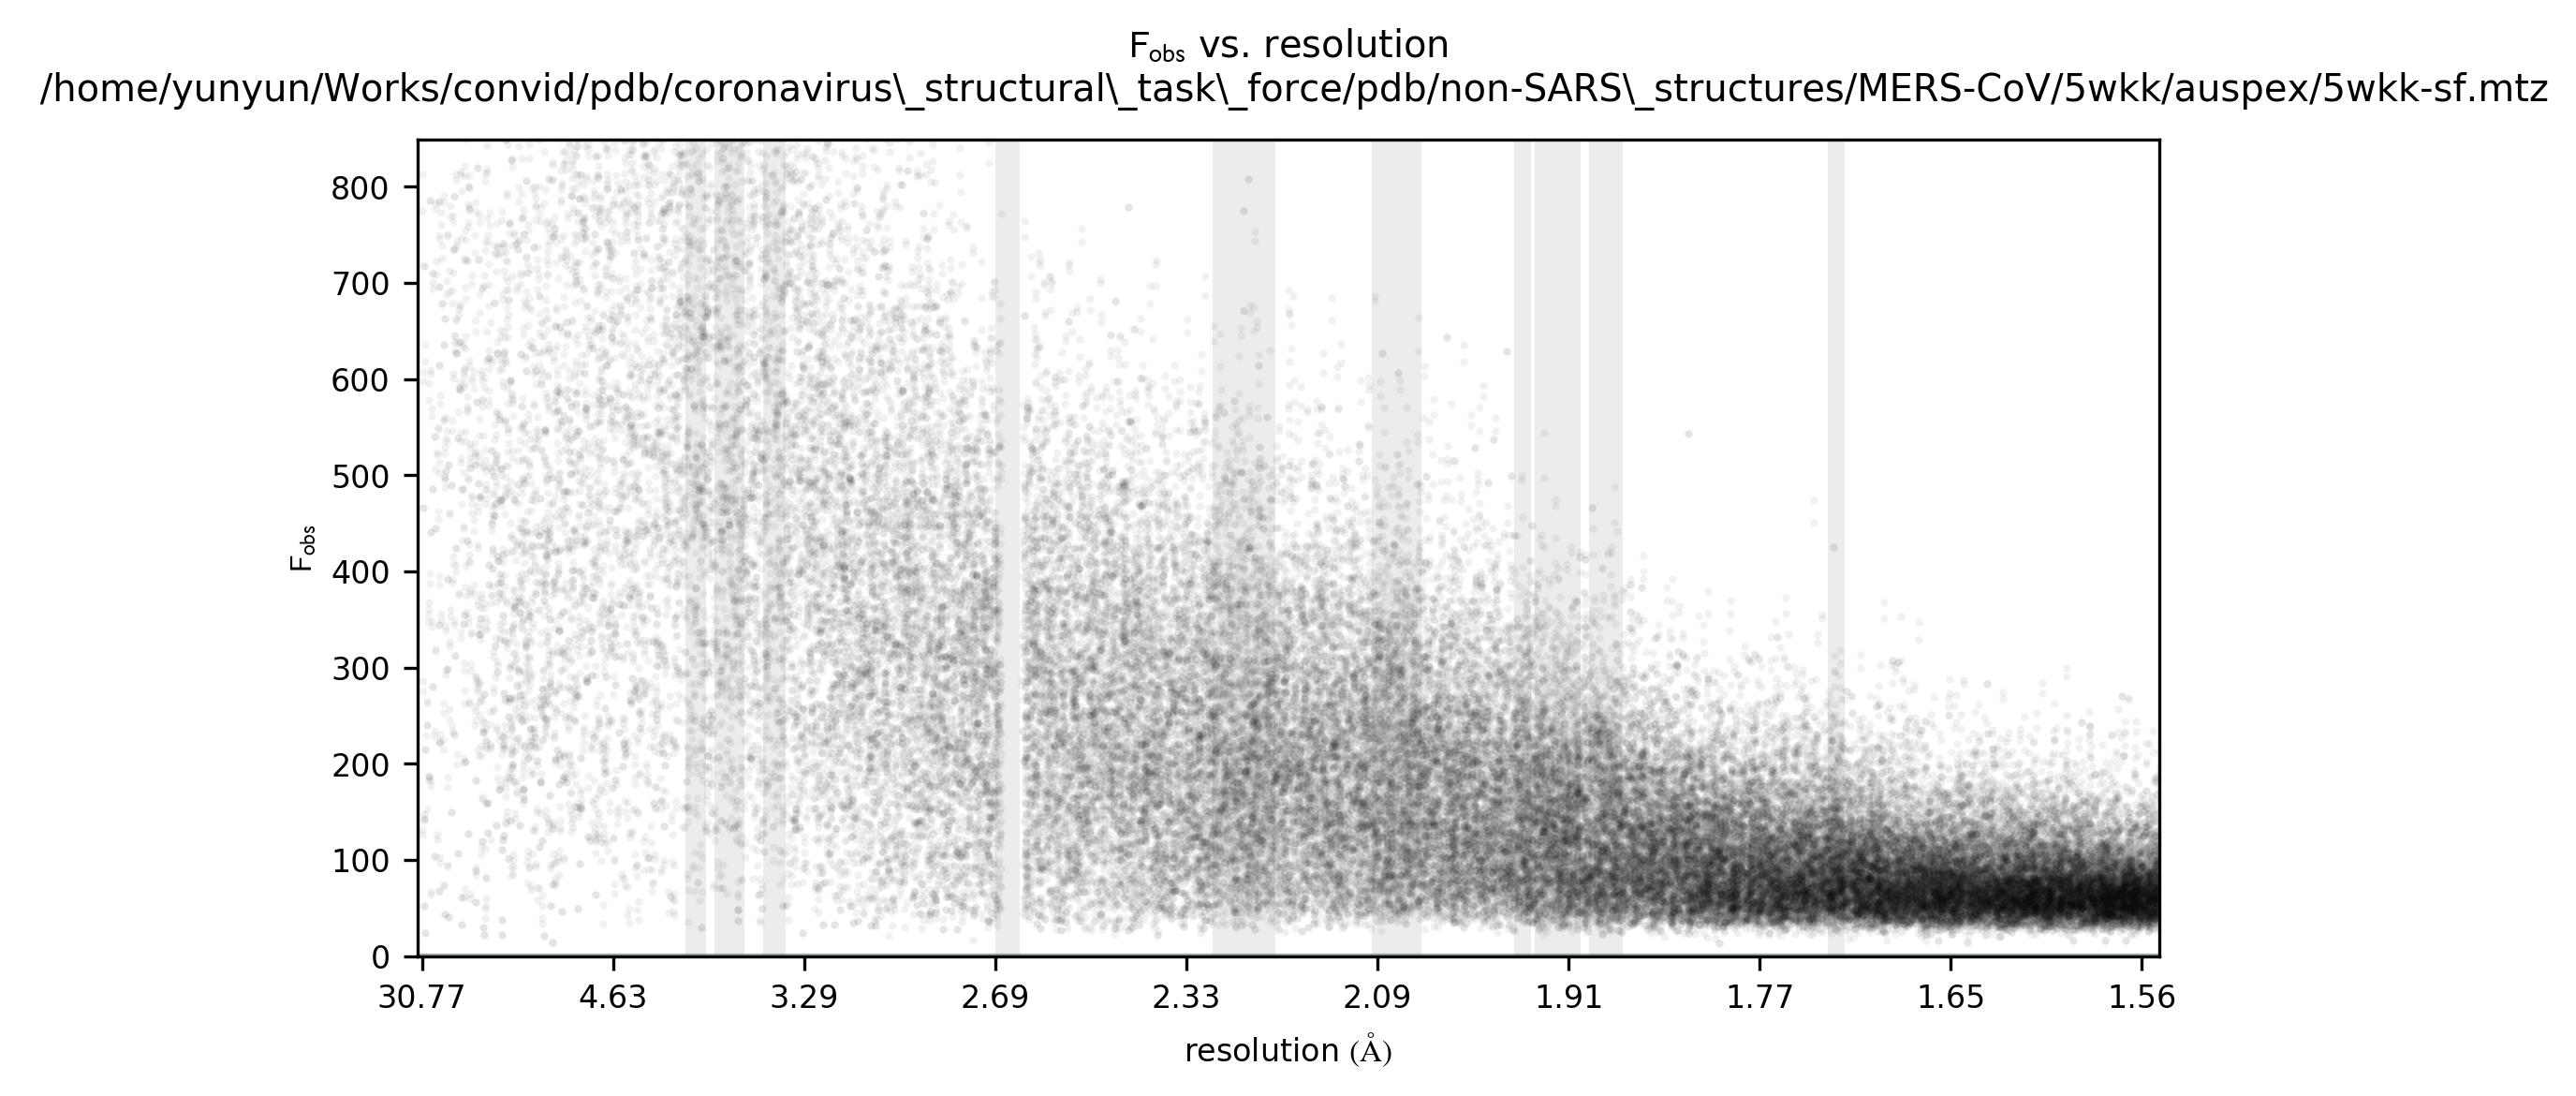 Fobs vs. resolution
/home/yunyun/Works/convid/pdb/coronavirus\_structural\_task\_force/pdb/non-SARS\_structures/MERS-CoV/5wkk/auspex/5wkk-sf.mtz
800
700
600
500
400
300
200
100
0
Fobs
30.77 4.63 3.29 2.69 2.33 2.09 1.91 1.77 1.65 1.56
resolution (Å)